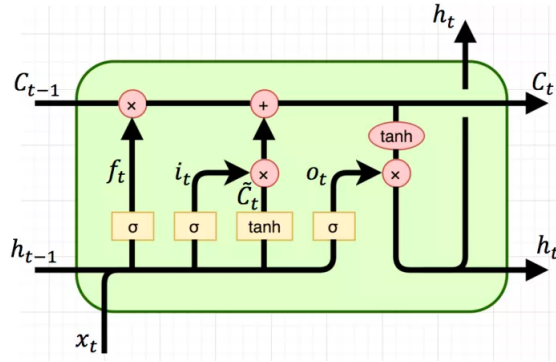 h_t
C_{t-1}
×
+
C_t
tanh
f_t
i_t
×
C̃_t
o_t
×
σ
σ
tanh
σ
h_{t-1}
h_t
x_t